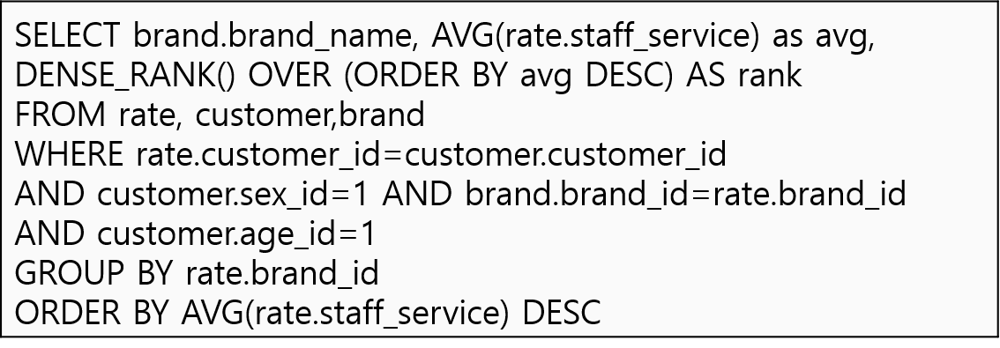 SELECT brand.brand_name, AVG(rate.staff_service) as avg,
DENSE_RANK() OVER (ORDER BY avg DESC) AS rank
FROM rate, customer,brand
WHERE rate.customer_id=customer.customer_id
AND customer.sex_id=1 AND brand.brand_id=rate.brand_id
AND customer.age_id=1
GROUP BY rate.brand_id
ORDER BY AVG(rate.staff_service) DESC